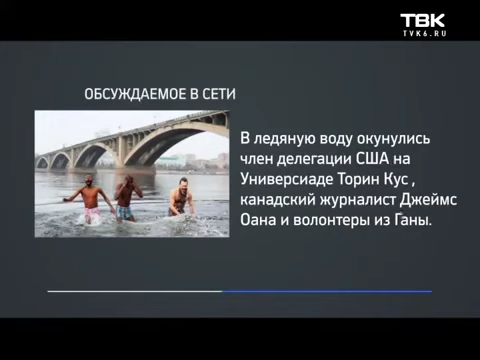 ТВК
TVK6.RU
ОБСУЖДАЕМОЕ В СЕТИ
В ледяную воду окунулись
член делегации США на
Универсиаде Торин Кус ,
канадский журналист Джеймс
Оана и волонтеры из Ганы.